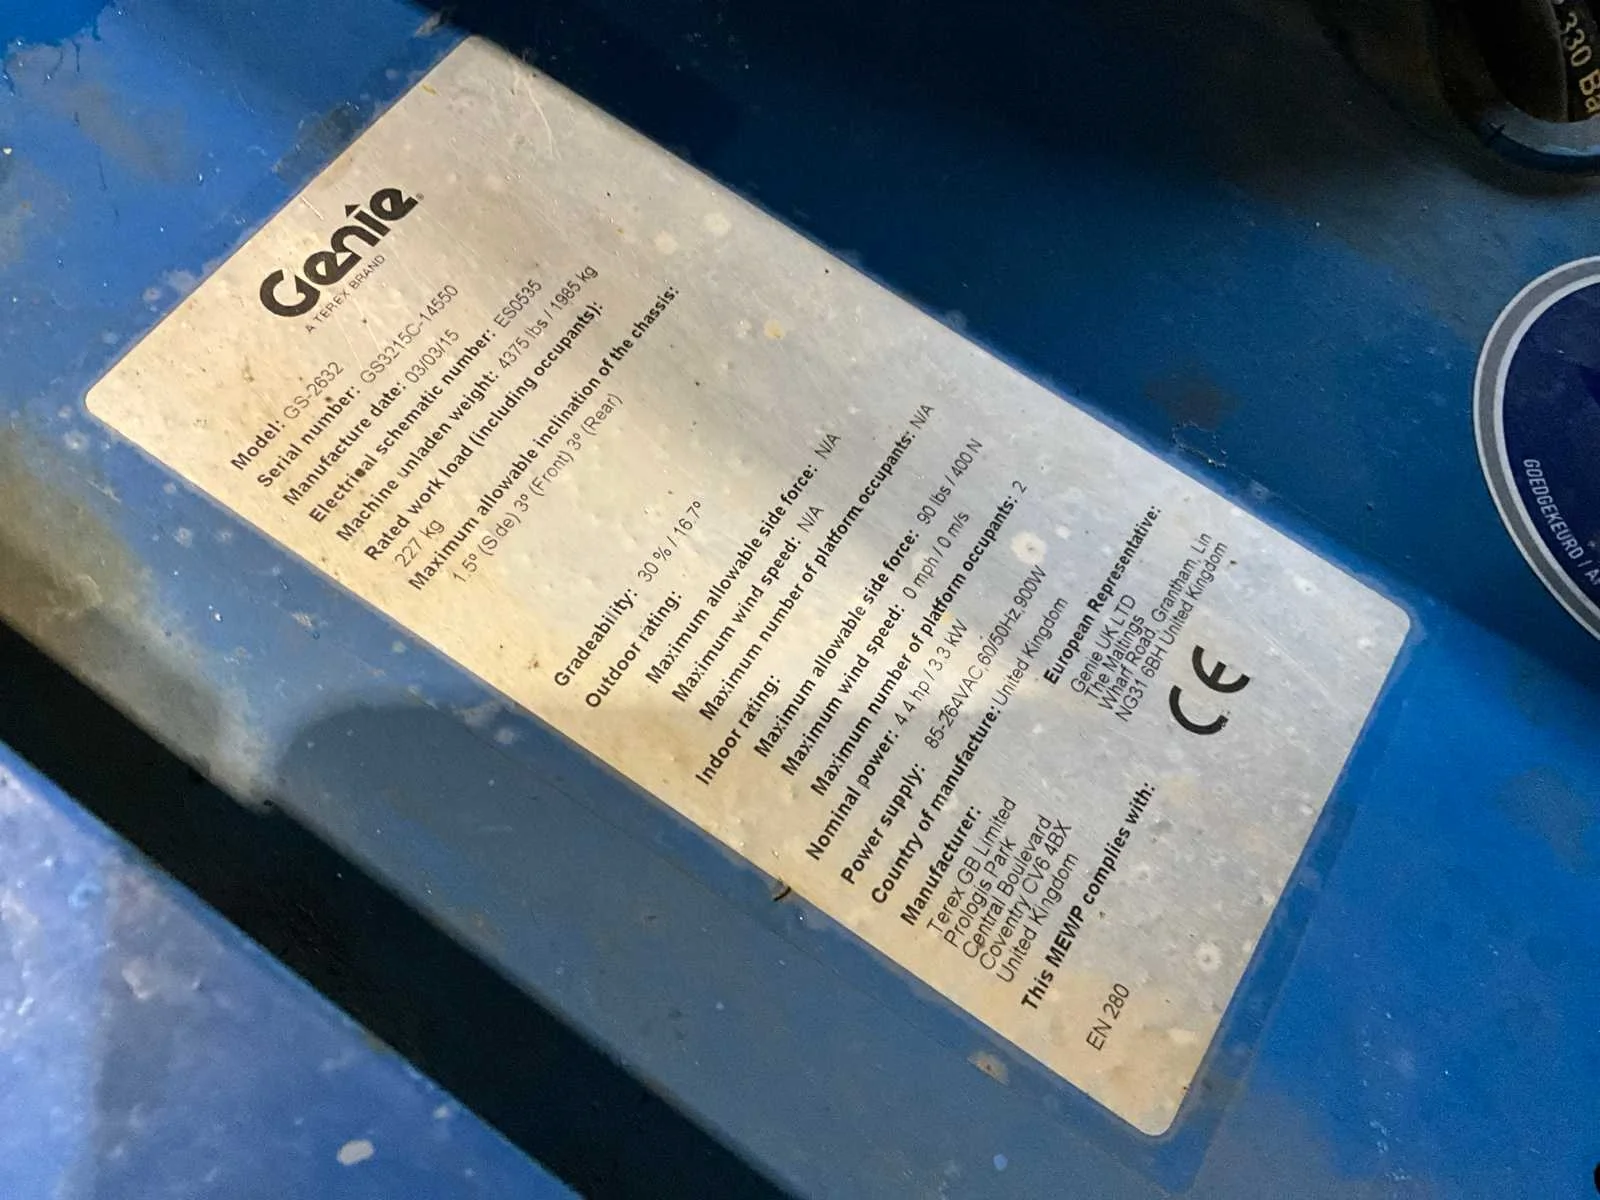 Genie
A TEREX BRAND
Model: GS-2632
Serial number: GS3215C-14550
Manufacture date: 03/03/15
Electrical schematic number: ES0535
Machine unladen weight: 4375 lbs / 1985 kg
Rated work load (including occupants):
227 kg
Maximum allowable inclination of the chassis:
1.5° (Side) 3° (Front) 3° (Rear)
Gradeability: 30% / 16.7°
Outdoor rating:
Maximum allowable side force: N/A
Maximum wind speed: N/A
Maximum number of platform occupants: N/A
Indoor rating:
Maximum allowable side force: 90 lbs / 400 N
Maximum wind speed: 0 mph / 0 m/s
Maximum number of platform occupants: 2
Nominal power: 4.4 hp / 3.3 kW
Power supply: 85-264VAC,60/50Hz,900W
Country of manufacture: United Kingdom
Manufacturer:
Terex GB Limited
Prologis Park
Central Boulevard
Coventry CV6 4BX
United Kingdom
European Representative:
Genie UK LTD
The Maltings
Wharf Road, Grantham, Lin
NG31 6BH United Kingdom
CE
This MEWP complies with:
EN 280
330 Ba
GOEDGEKEURD /